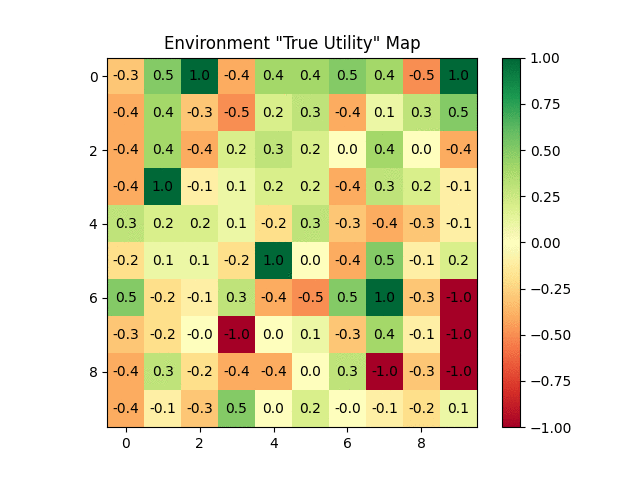 Environment "True Utility" Map
0 -0.3 0.5 1.0 -0.4 0.4 0.4 0.5 0.4 -0.5 1.0 1.00
-0.4 0.4 -0.3 -0.5 0.2 0.3 -0.4 0.1 0.3 0.5 0.75
2 -0.4 0.4 -0.4 0.2 0.3 0.2 0.0 0.4 0.0 -0.4 0.50
-0.4 1.0 -0.1 0.1 0.2 0.2 -0.4 0.3 0.2 -0.1 0.25
4 0.3 0.2 0.2 0.1 -0.2 0.3 -0.3 -0.4 -0.3 -0.1 0.00
-0.2 0.1 0.1 -0.2 1.0 0.0 -0.4 0.5 -0.1 0.2 −0.25
6 0.5 -0.2 -0.1 0.3 -0.4 -0.5 0.5 1.0 -0.3 -1.0
-0.3 -0.2 -0.0 -1.0 0.0 0.1 -0.3 0.4 -0.1 -1.0 −0.50
8 -0.4 0.3 -0.2 -0.4 -0.4 0.0 0.3 -1.0 -0.3 -1.0 −0.75
-0.4 -0.1 -0.3 0.5 0.0 0.2 -0.0 -0.1 -0.2 0.1 −1.00
0 2 4 6 8